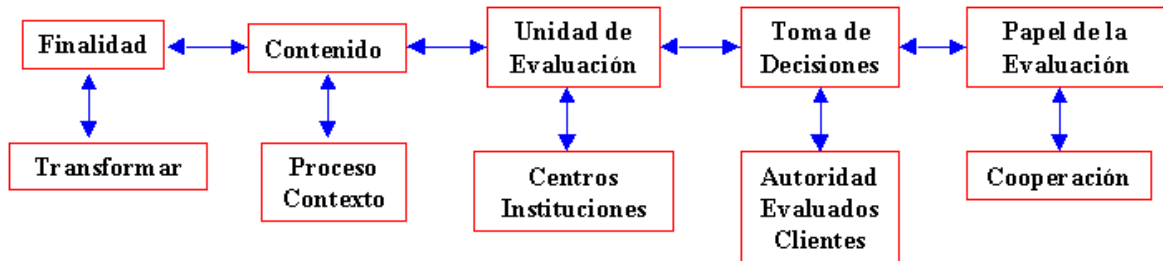 Finalidad
Contenido
Unidad de
Evaluación
Toma de
Decisiones
Papel de la
Evaluación
Transformar
Proceso
Contexto
Centros
Instituciones
Autoridad
Evaluados
Clientes
Cooperación